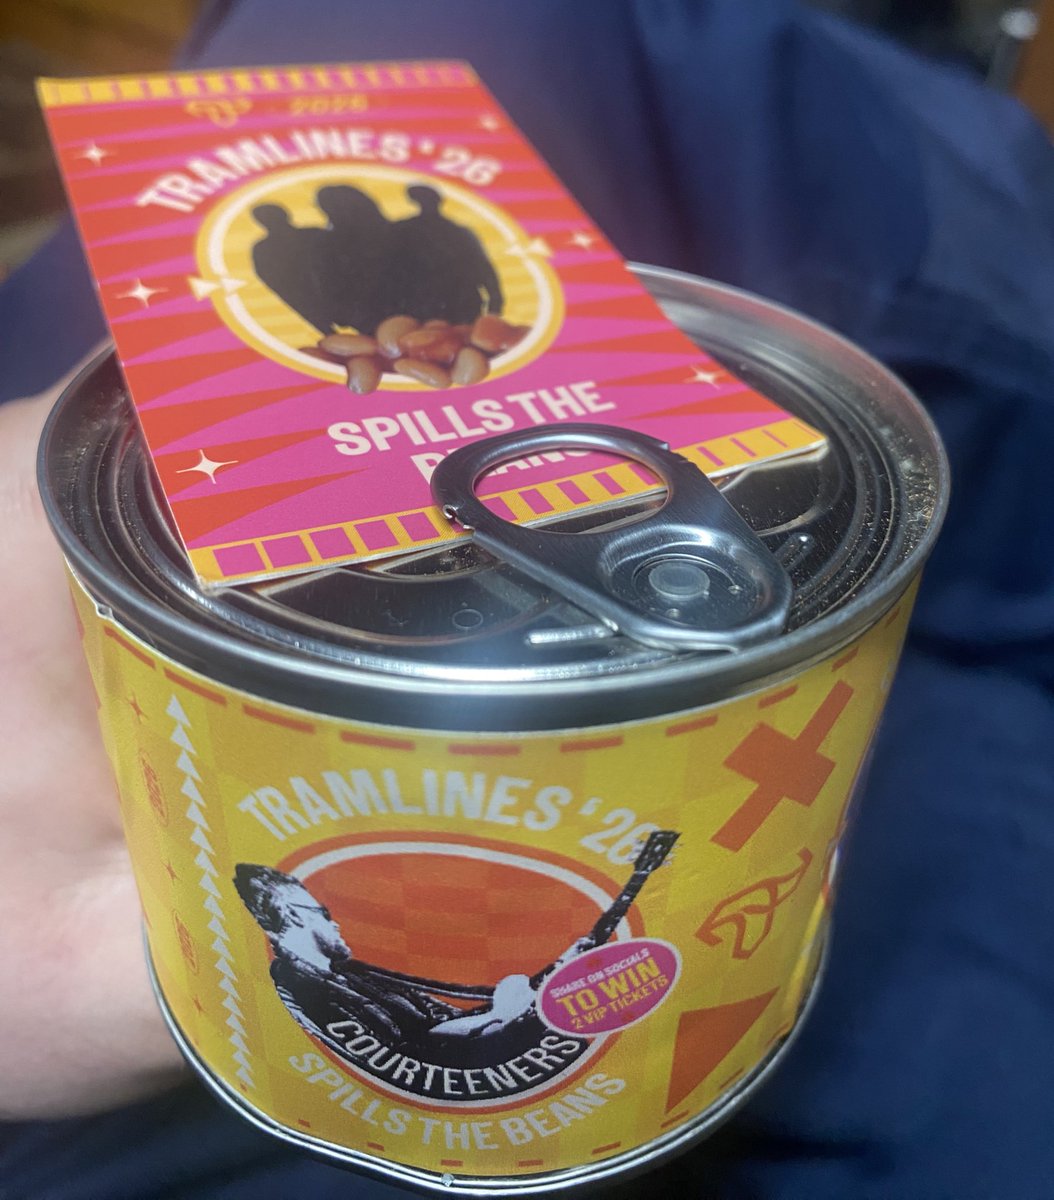 2026
TRAMLINES '26
SPILLS THE
BEANS
TRAMLINES '26
SHARE ON SOCIALS
TO WIN
2 VIP TICKETS
COURTEENERS
SPILLS THE BEANS